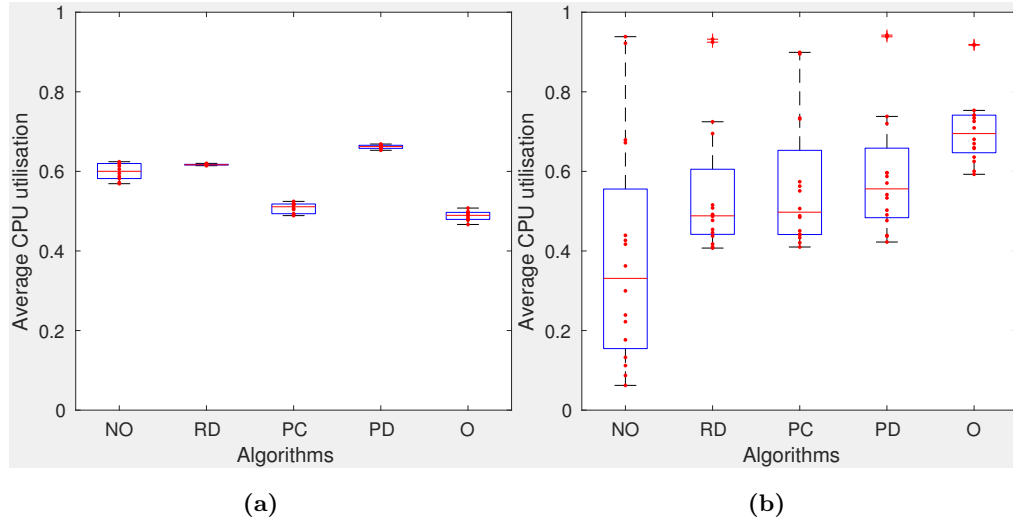 Average CPU utilisation
1
0.8
0.6
0.4
0.2
0
NO RD PC PD O
Algorithms
(a)
Average CPU utilisation
1
0.8
0.6
0.4
0.2
0
NO RD PC PD O
Algorithms
(b)